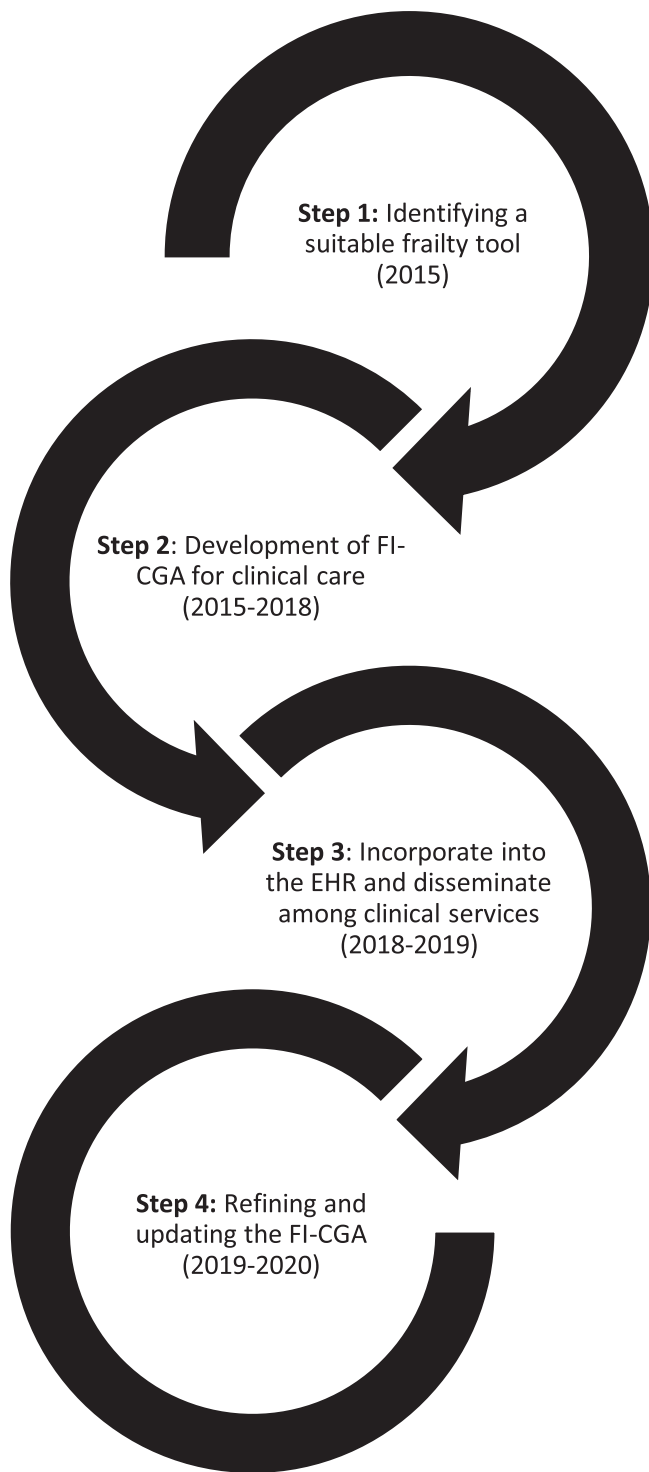 Step 1: Identifying a
suitable frailty tool
(2015)
Step 2: Development of FI-
CGA for clinical care
(2015-2018)
Step 3: Incorporate into
the EHR and disseminate
among clinical services
(2018-2019)
Step 4: Refining and
updating the FI-CGA
(2019-2020)